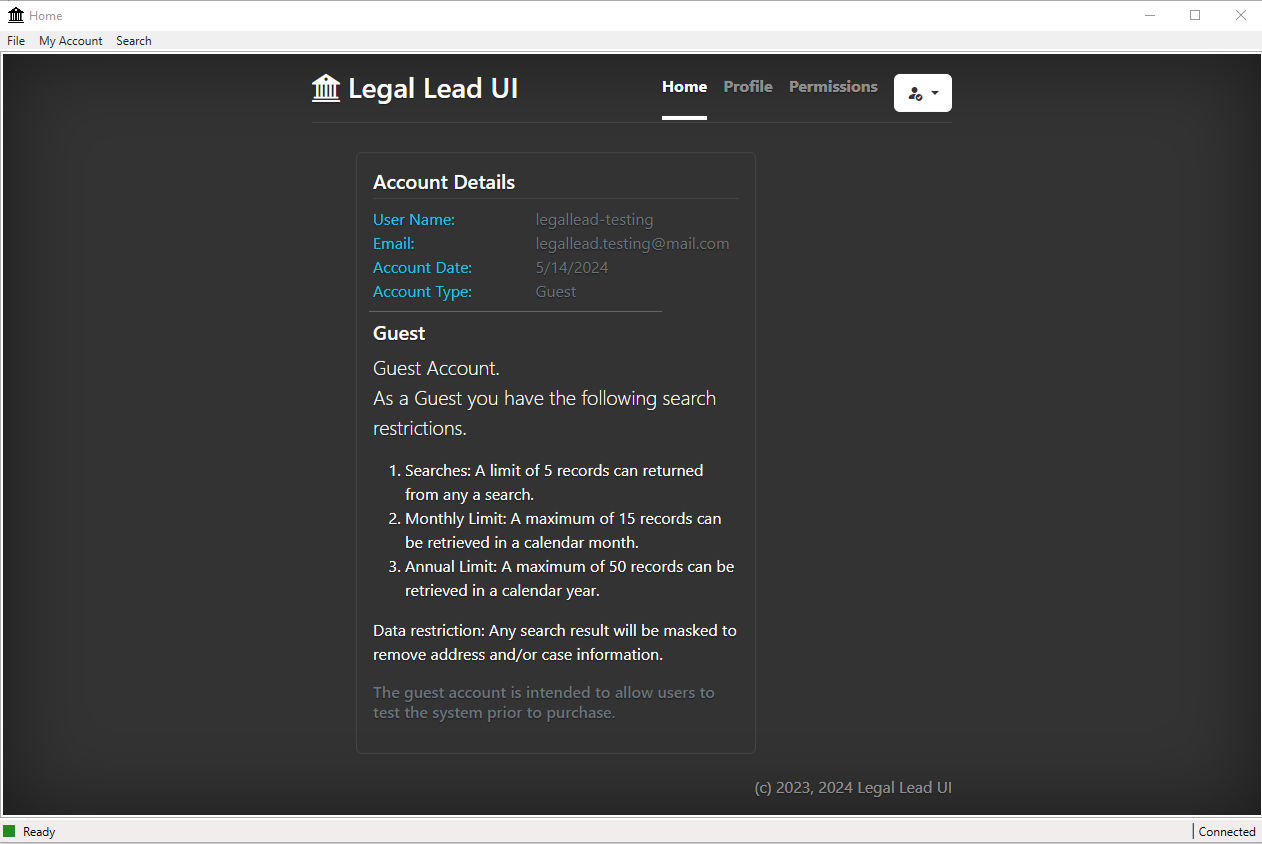 Home
File My Account Search
Legal Lead UI
Home Profile Permissions
Account Details
User Name: legallead-testing
Email: legallead.testing@mail.com
Account Date: 5/14/2024
Account Type: Guest
Guest
Guest Account.
As a Guest you have the following search
restrictions.
1. Searches: A limit of 5 records can returned
from any a search.
2. Monthly Limit: A maximum of 15 records can
be retrieved in a calendar month.
3. Annual Limit: A maximum of 50 records can be
retrieved in a calendar year.
Data restriction: Any search result will be masked to
remove address and/or case information.
The guest account is intended to allow users to
test the system prior to purchase.
(c) 2023, 2024 Legal Lead UI
Ready Connected